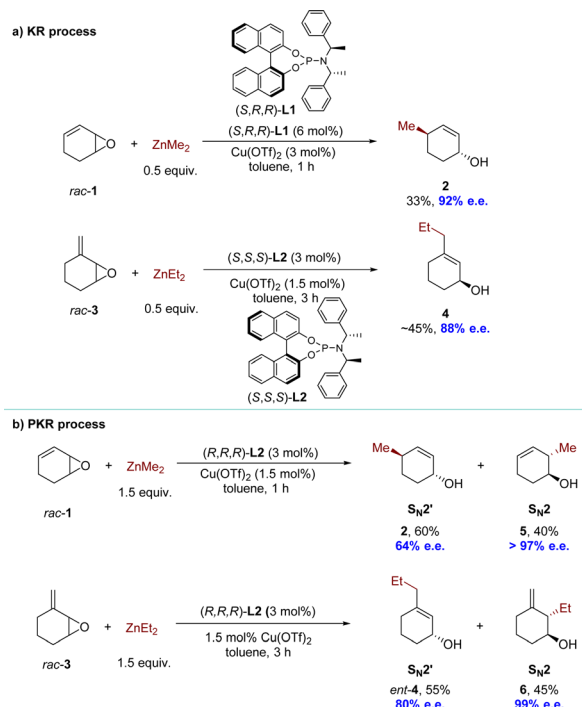 a) KR process
O
P
N
O
(S,R,R)-L1
O
+
ZnMe2
rac-1
0.5 equiv.
(S,R,R)-L1 (6 mol%)
Cu(OTf)2 (3 mol%)
toluene, 1 h
Me
OH
2
33%, 92% e.e.
O
+
ZnEt2
rac-3
0.5 equiv.
(S,S,S)-L2 (3 mol%)
Cu(OTf)2 (1.5 mol%)
toluene, 3 h
O
P
N
O
(S,S,S)-L2
Et
OH
4
~45%, 88% e.e.
b) PKR process
O
+
ZnMe2
rac-1
1.5 equiv.
(R,R,R)-L2 (3 mol%)
Cu(OTf)2 (1.5 mol%)
toluene, 1 h
Me
OH
SN2'
2, 60%
64% e.e.
+
Me
OH
SN2
5, 40%
> 97% e.e.
O
+
ZnEt2
rac-3
1.5 equiv.
(R,R,R)-L2 (3 mol%)
1.5 mol% Cu(OTf)2
toluene, 3 h
Et
OH
SN2'
ent-4, 55%
80% e.e.
+
Et
OH
SN2
6, 45%
99% e.e.